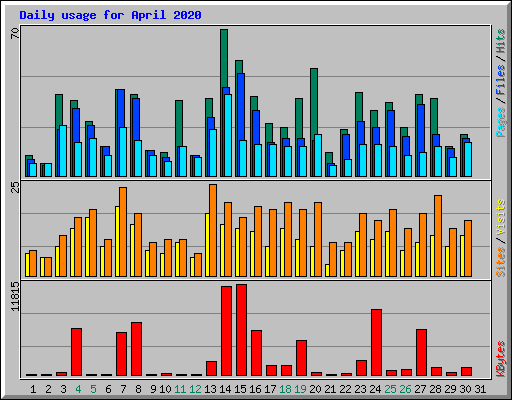 Daily usage for April 2020
70
Pages / Files / Hits
25
Sites / Visits
11815
KBytes
1 2 3 4 5 6 7 8 9 10 11 12 13 14 15 16 17 18 19 20 21 22 23 24 25 26 27 28 29 30 31